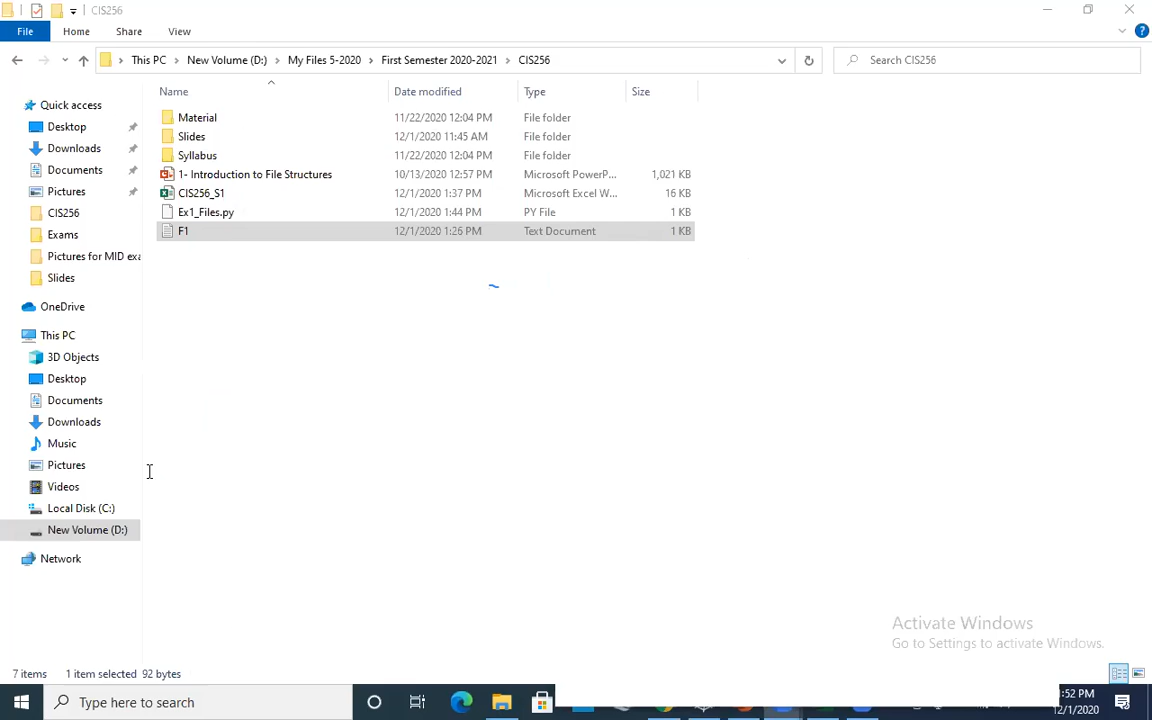 CIS256
File Home Share View
This PC New Volume (D:) My Files 5-2020 First Semester 2020-2021 CIS256
Search CIS256
Name Date modified Type Size
Quick access
Desktop
Downloads
Documents
Pictures
CIS256
Exams
Pictures for MID exa
Slides
OneDrive
This PC
3D Objects
Desktop
Documents
Downloads
Music
Pictures
Videos
Local Disk (C:)
New Volume (D:)
Network
Material 11/22/2020 12:04 PM File folder
Slides 12/1/2020 11:45 AM File folder
Syllabus 11/22/2020 12:04 PM File folder
1- Introduction to File Structures 10/13/2020 12:57 PM Microsoft PowerP... 1,021 KB
CIS256_S1 12/1/2020 1:37 PM Microsoft Excel W... 16 KB
Ex1_Files.py 12/1/2020 1:44 PM PY File 1 KB
F1 12/1/2020 1:26 PM Text Document 1 KB
Activate Windows
Go to Settings to activate Windows.
7 items 1 item selected 92 bytes
Type here to search
:52 PM
12/1/2020